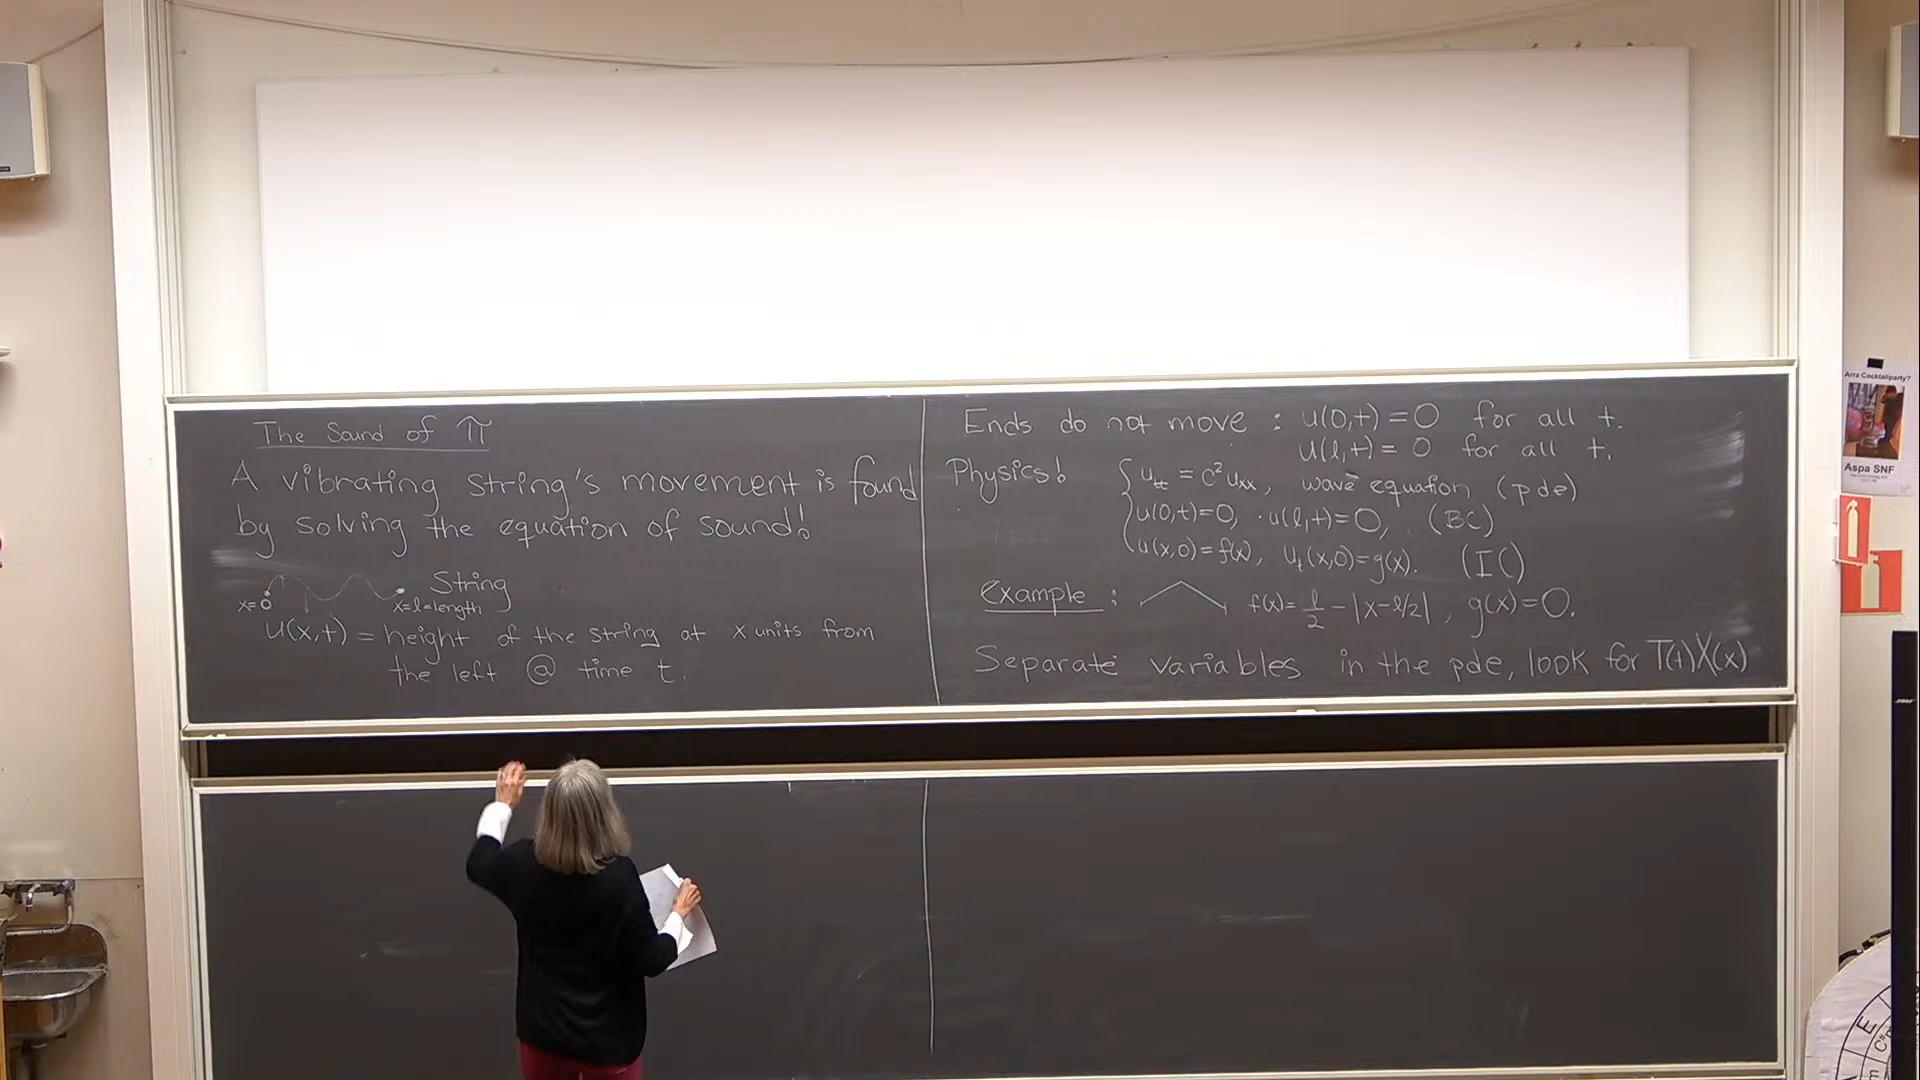 The Sound of π
A vibrating string's movement is found
by solving the equation of sound!
String
x=0
x=l=length
u(x,t) = height of the string at x units from
the left @ time t.
Ends do not move : u(0,t)=0 for all t.
u(l,t)=0 for all t.
Physics!
u_tt = c²u_xx, wave equation (pde)
u(0,t)=0, u(l,t)=0, (BC)
u(x,0)=f(x), u_t(x,0)=g(x). (IC)
example : f(x)= l/2 - |x-l/2|, g(x)=0.
Separate variables in the pde, look for T(t)X(x)
Arra Cocktailparty?
Aspa SNF
E